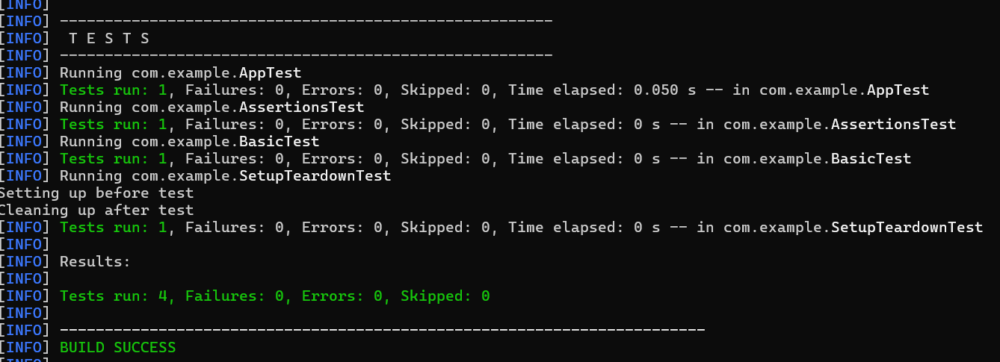 [INFO]
[INFO] -------------------------------------------------------
[INFO]  T E S T S
[INFO] -------------------------------------------------------
[INFO] Running com.example.AppTest
[INFO] Tests run: 1, Failures: 0, Errors: 0, Skipped: 0, Time elapsed: 0.050 s -- in com.example.AppTest
[INFO] Running com.example.AssertionsTest
[INFO] Tests run: 1, Failures: 0, Errors: 0, Skipped: 0, Time elapsed: 0 s -- in com.example.AssertionsTest
[INFO] Running com.example.BasicTest
[INFO] Tests run: 1, Failures: 0, Errors: 0, Skipped: 0, Time elapsed: 0 s -- in com.example.BasicTest
[INFO] Running com.example.SetupTeardownTest
Setting up before test
Cleaning up after test
[INFO] Tests run: 1, Failures: 0, Errors: 0, Skipped: 0, Time elapsed: 0 s -- in com.example.SetupTeardownTest
[INFO]
[INFO] Results:
[INFO]
[INFO] Tests run: 4, Failures: 0, Errors: 0, Skipped: 0
[INFO]
[INFO] ------------------------------------------------------------------------
[INFO] BUILD SUCCESS
[INFO]